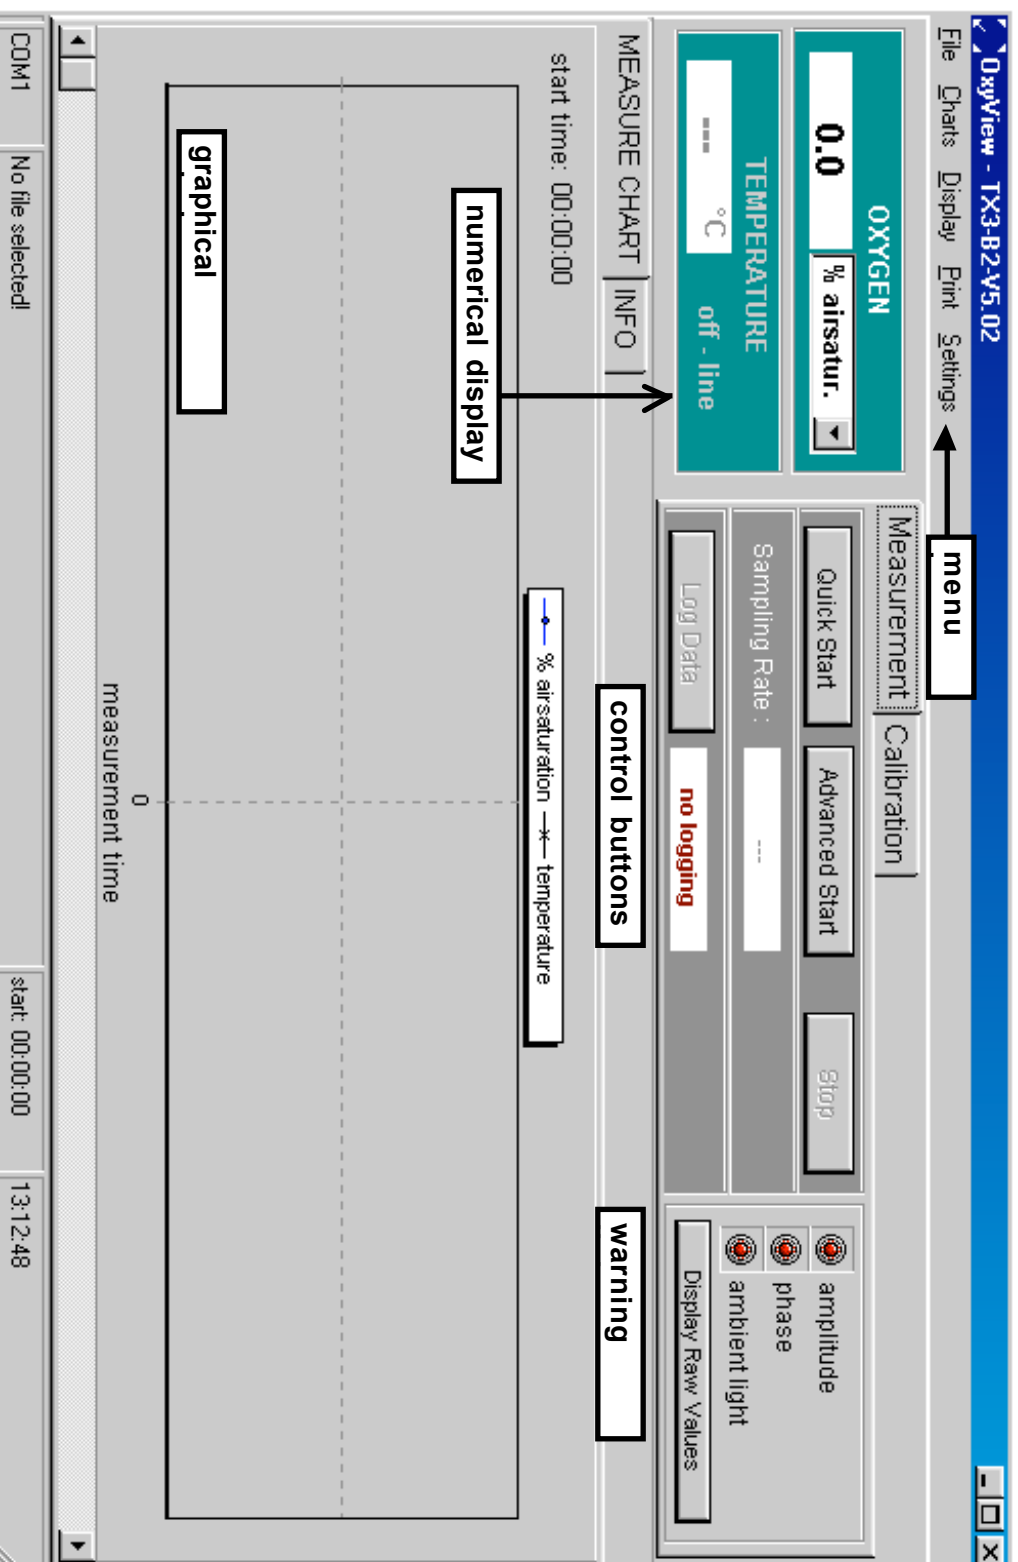 OxyView - TX3-B2-V5.02
File Charts Display Print Settings
menu
OXYGEN
0.0 % airsatur.
TEMPERATURE
--- °C off - line
numerical display
Measurement Calibration
Quick Start Advanced Start Stop
Sampling Rate : ---
Log Data no logging
control buttons
amplitude
phase
ambient light
Display Raw Values
warning
MEASURE CHART INFO
start time: 00:00:00
% airsaturation temperature
graphical
0
measurement time
COM1 No file selected! start: 00:00:00 13:12:48